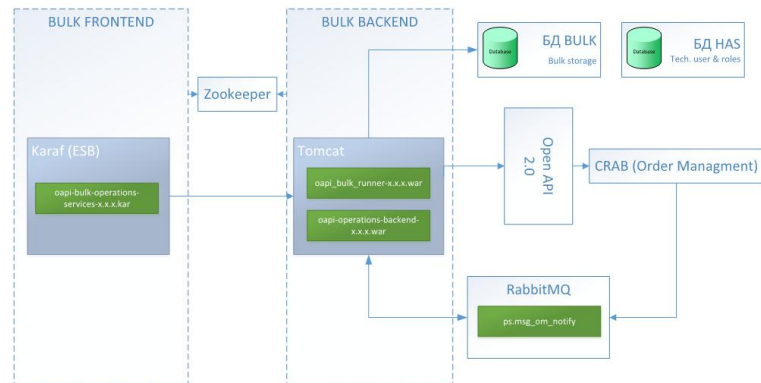 BULK FRONTEND
BULK BACKEND
Database
БД BULK
Bulk storage
Database
БД HAS
Tech. user & roles
Zookeeper
Karaf (ESB)
oapi-bulk-operations-
services-x.x.x.kar
Tomcat
oapi_bulk_runner-x.x.x.war
oapi-operations-backend-
x.x.x.war
Open API
2.0
CRAB (Order Managment)
RabbitMQ
ps.msg_om_notify